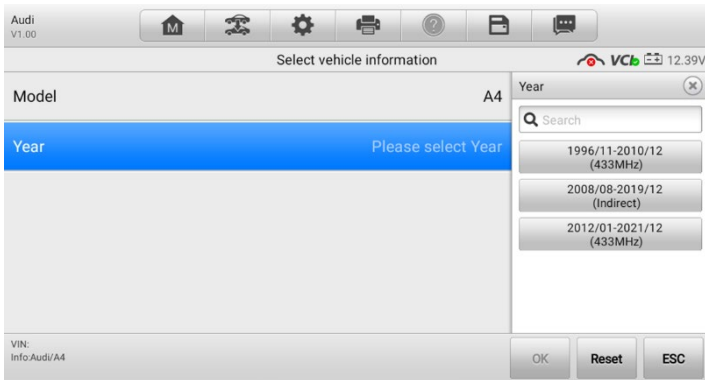 Audi
V1.00
M
?
Select vehicle information
VCI
12.39V
Model
A4
Year
Please select Year
Year
Search
1996/11-2010/12
(433MHz)
2008/08-2019/12
(Indirect)
2012/01-2021/12
(433MHz)
VIN:
Info:Audi/A4
OK
Reset
ESC